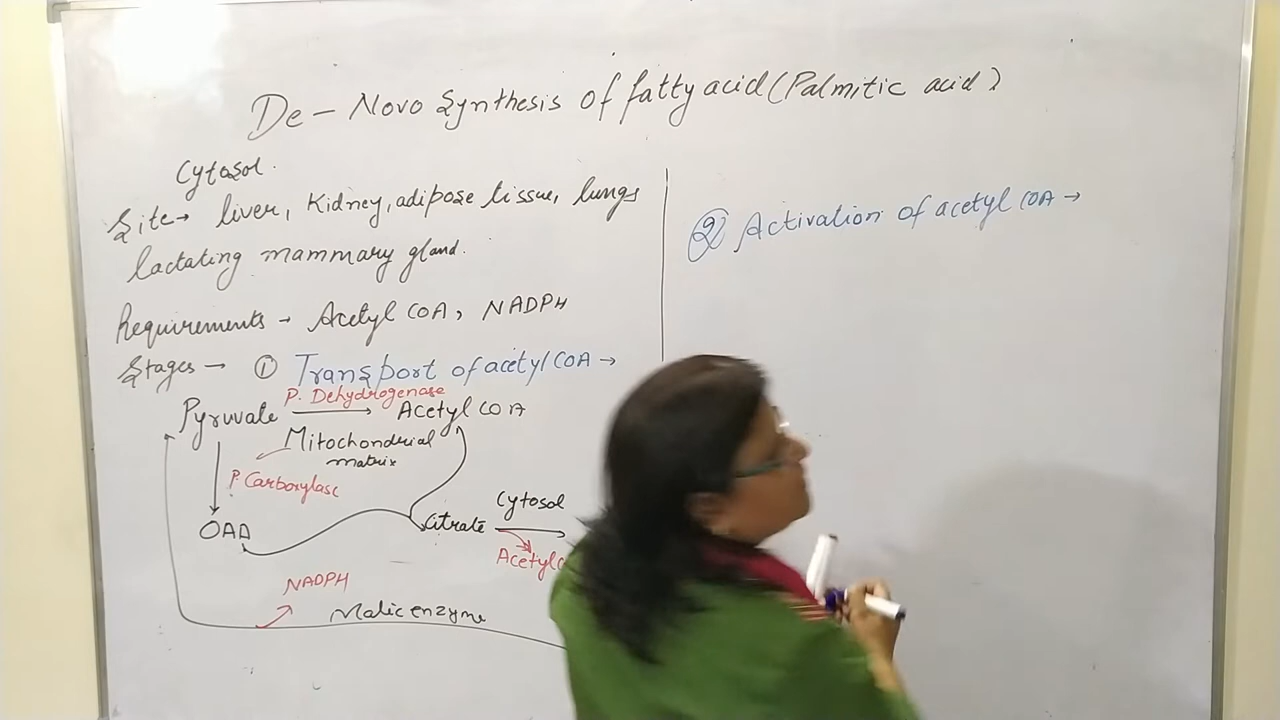 De-Novo Synthesis of fatty acid (Palmitic acid)
Cytosol.
Site → liver, Kidney, adipose tissue, lungs
lactating mammary gland.
Requirements - Acetyl COA, NADPH
Stages - ① Transport of acetyl COA →
P. Dehydrogenase
Pyruvate → Acetyl COA
Mitochondrial
matrix
P. Carboxylase
OAA
Citrate
Cytosol
NADPH
Malic enzyme
② Activation of acetyl COA →